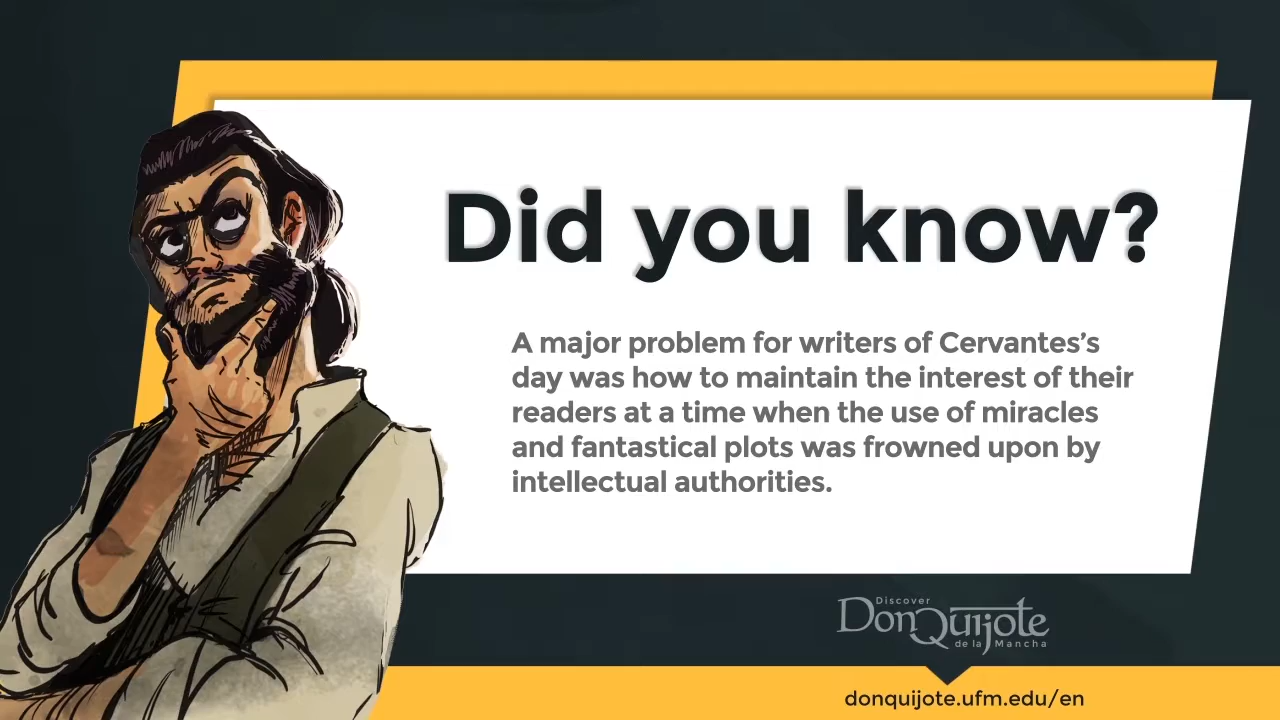 Did you know?
A major problem for writers of Cervantes's
day was how to maintain the interest of their
readers at a time when the use of miracles
and fantastical plots was frowned upon by
intellectual authorities.
Discover
DonQuijote
de la Mancha
donquijote.ufm.edu/en